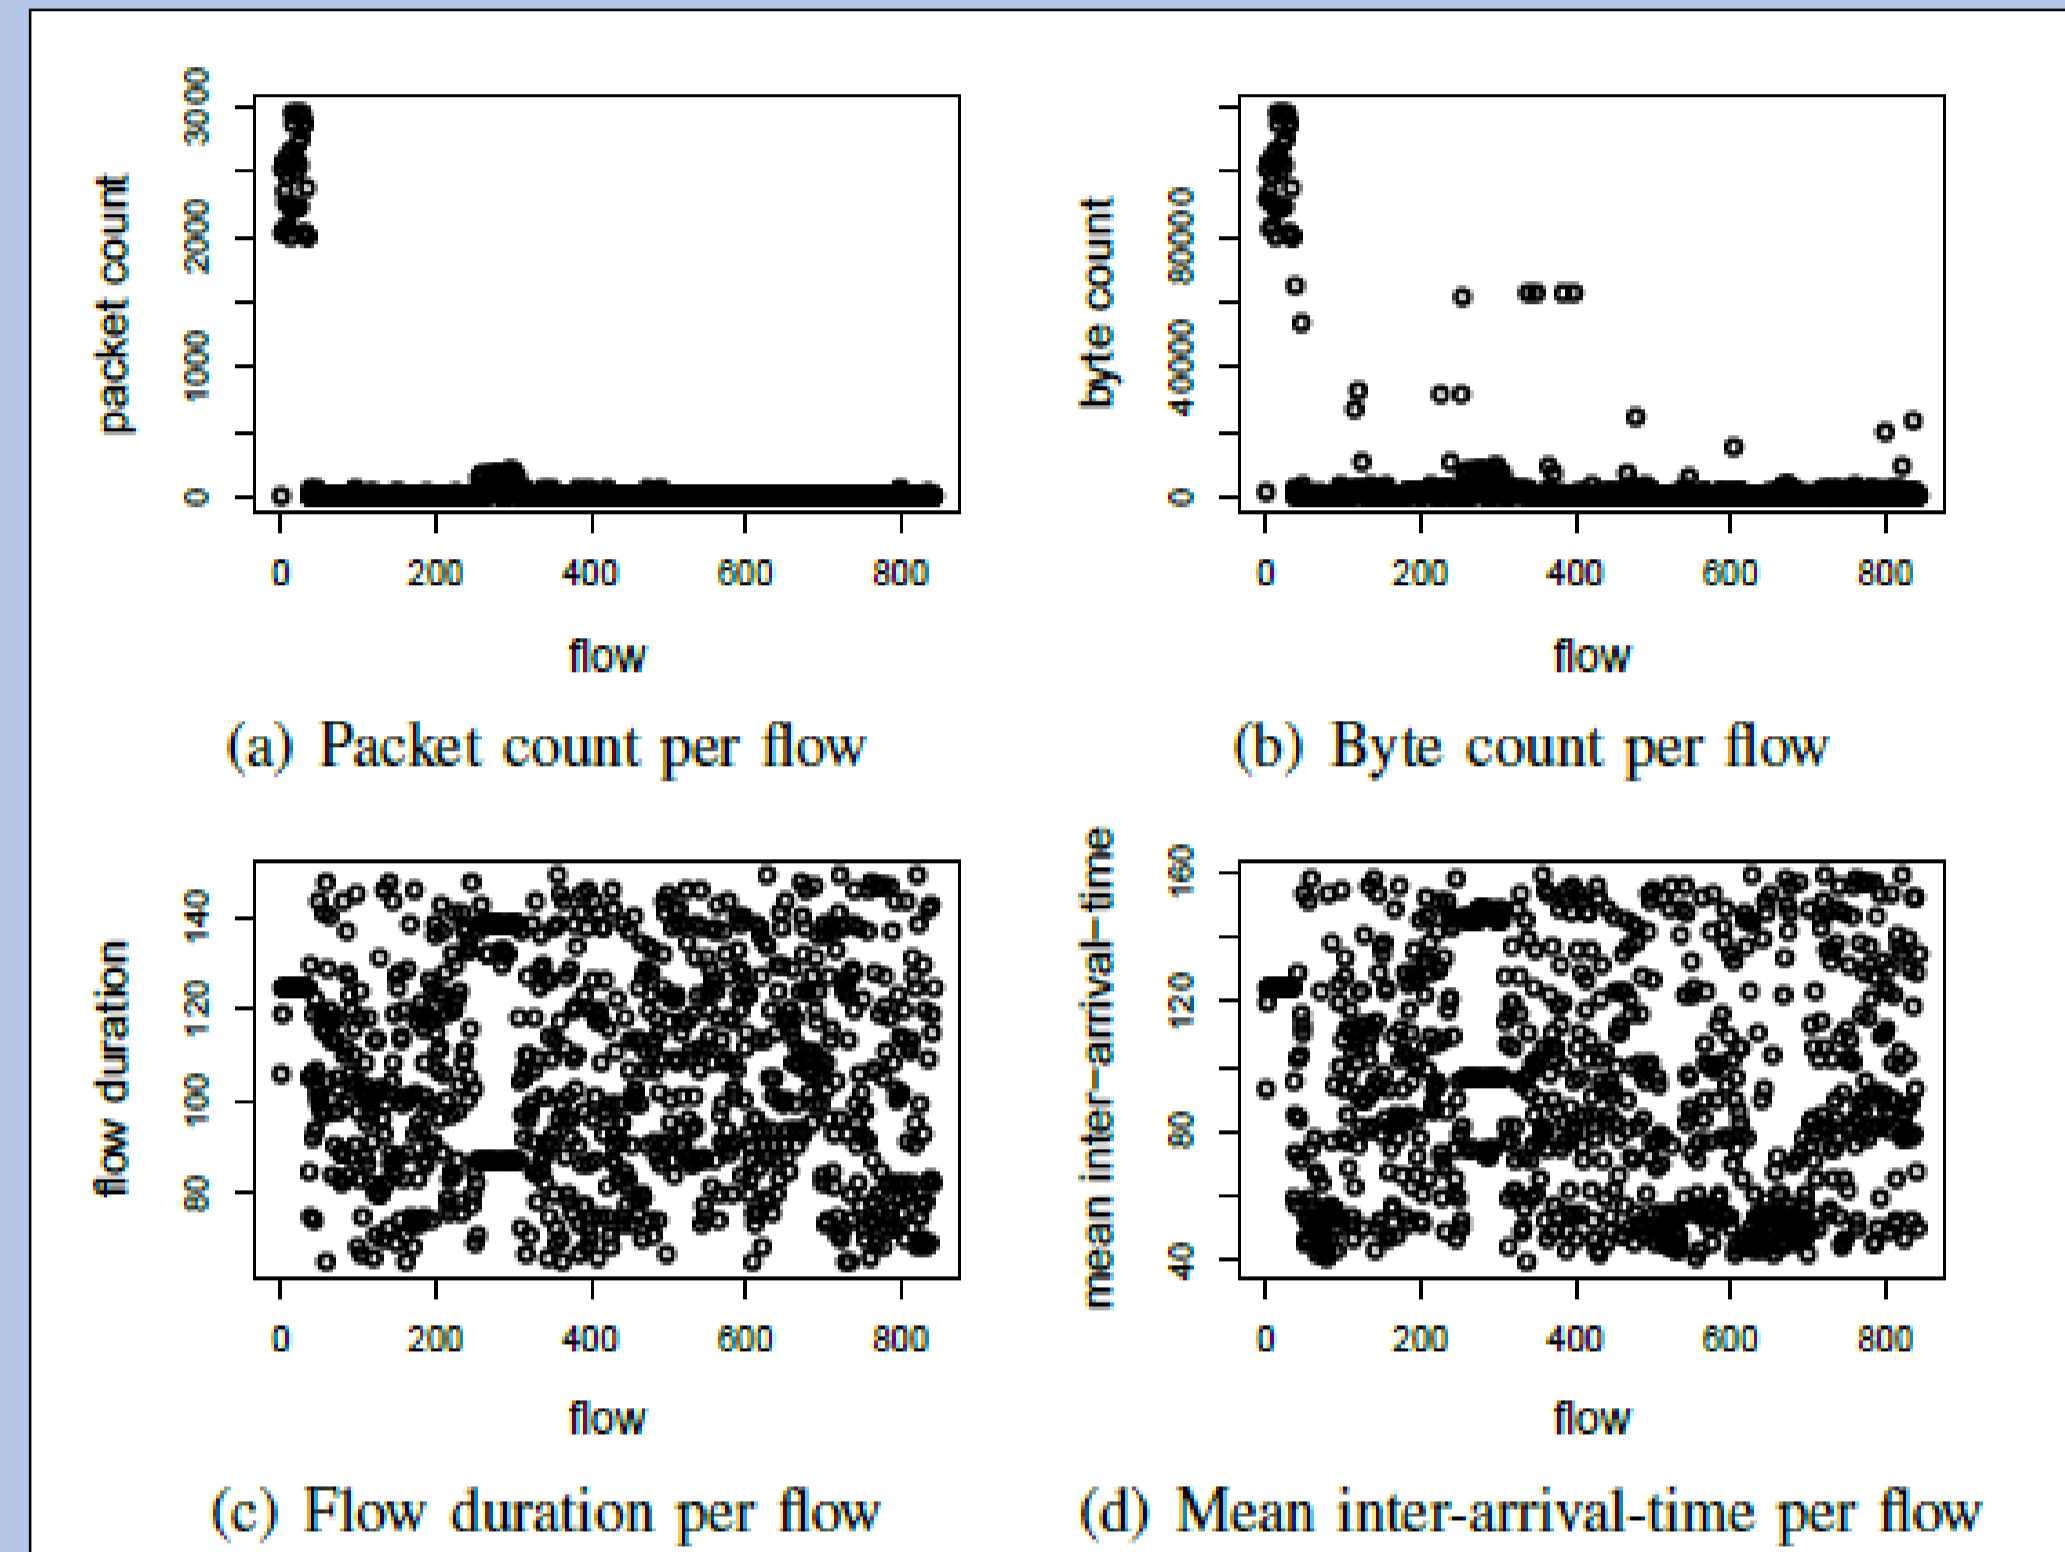 packet count
3000
2000
1000
0
0 200 400 600 800
flow
(a) Packet count per flow
byte count
80000
40000
0
0 200 400 600 800
flow
(b) Byte count per flow
flow duration
140
120
100
80
0 200 400 600 800
flow
(c) Flow duration per flow
mean inter-arrival-time
160
120
80
40
0 200 400 600 800
flow
(d) Mean inter-arrival-time per flow